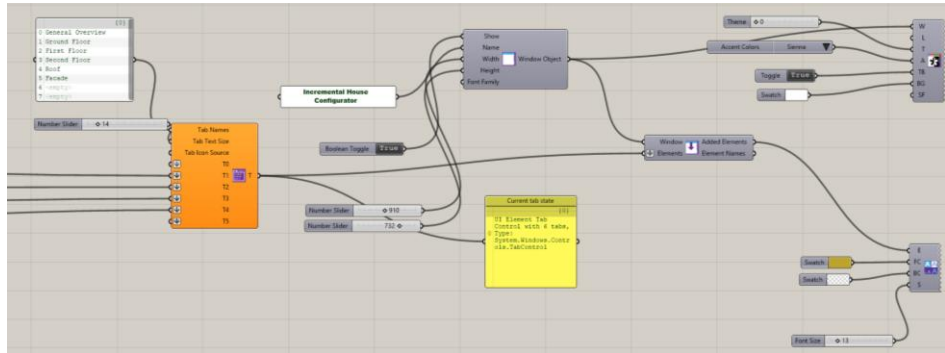 {0}
0 General Overview
1 Ground Floor
2 First Floor
3 Second Floor
4 Roof
5 Facade
6 <empty>
7 <empty>
Number Slider 14
Tab Names
Tab Text Size
Tab Icon Source
T0
T1
T2
T3
T4
T5
T
Incremental House
Configurator
Boolean Toggle True
Number Slider 910
Number Slider 732
Show
Name
Width
Height
Font Family
Window Object
Current tab state
{0}
0 UI Element Tab
Control with 6 tabs,
Type:
System.Windows.Contr
ols.TabControl
Window
Elements
Added Elements
Element Names
Theme 0
Accent Colors Sienna
Toggle True
Swatch
W
L
T
A
TB
BG
SF
Swatch
Swatch
E
FC
BC
S
Font Size 13